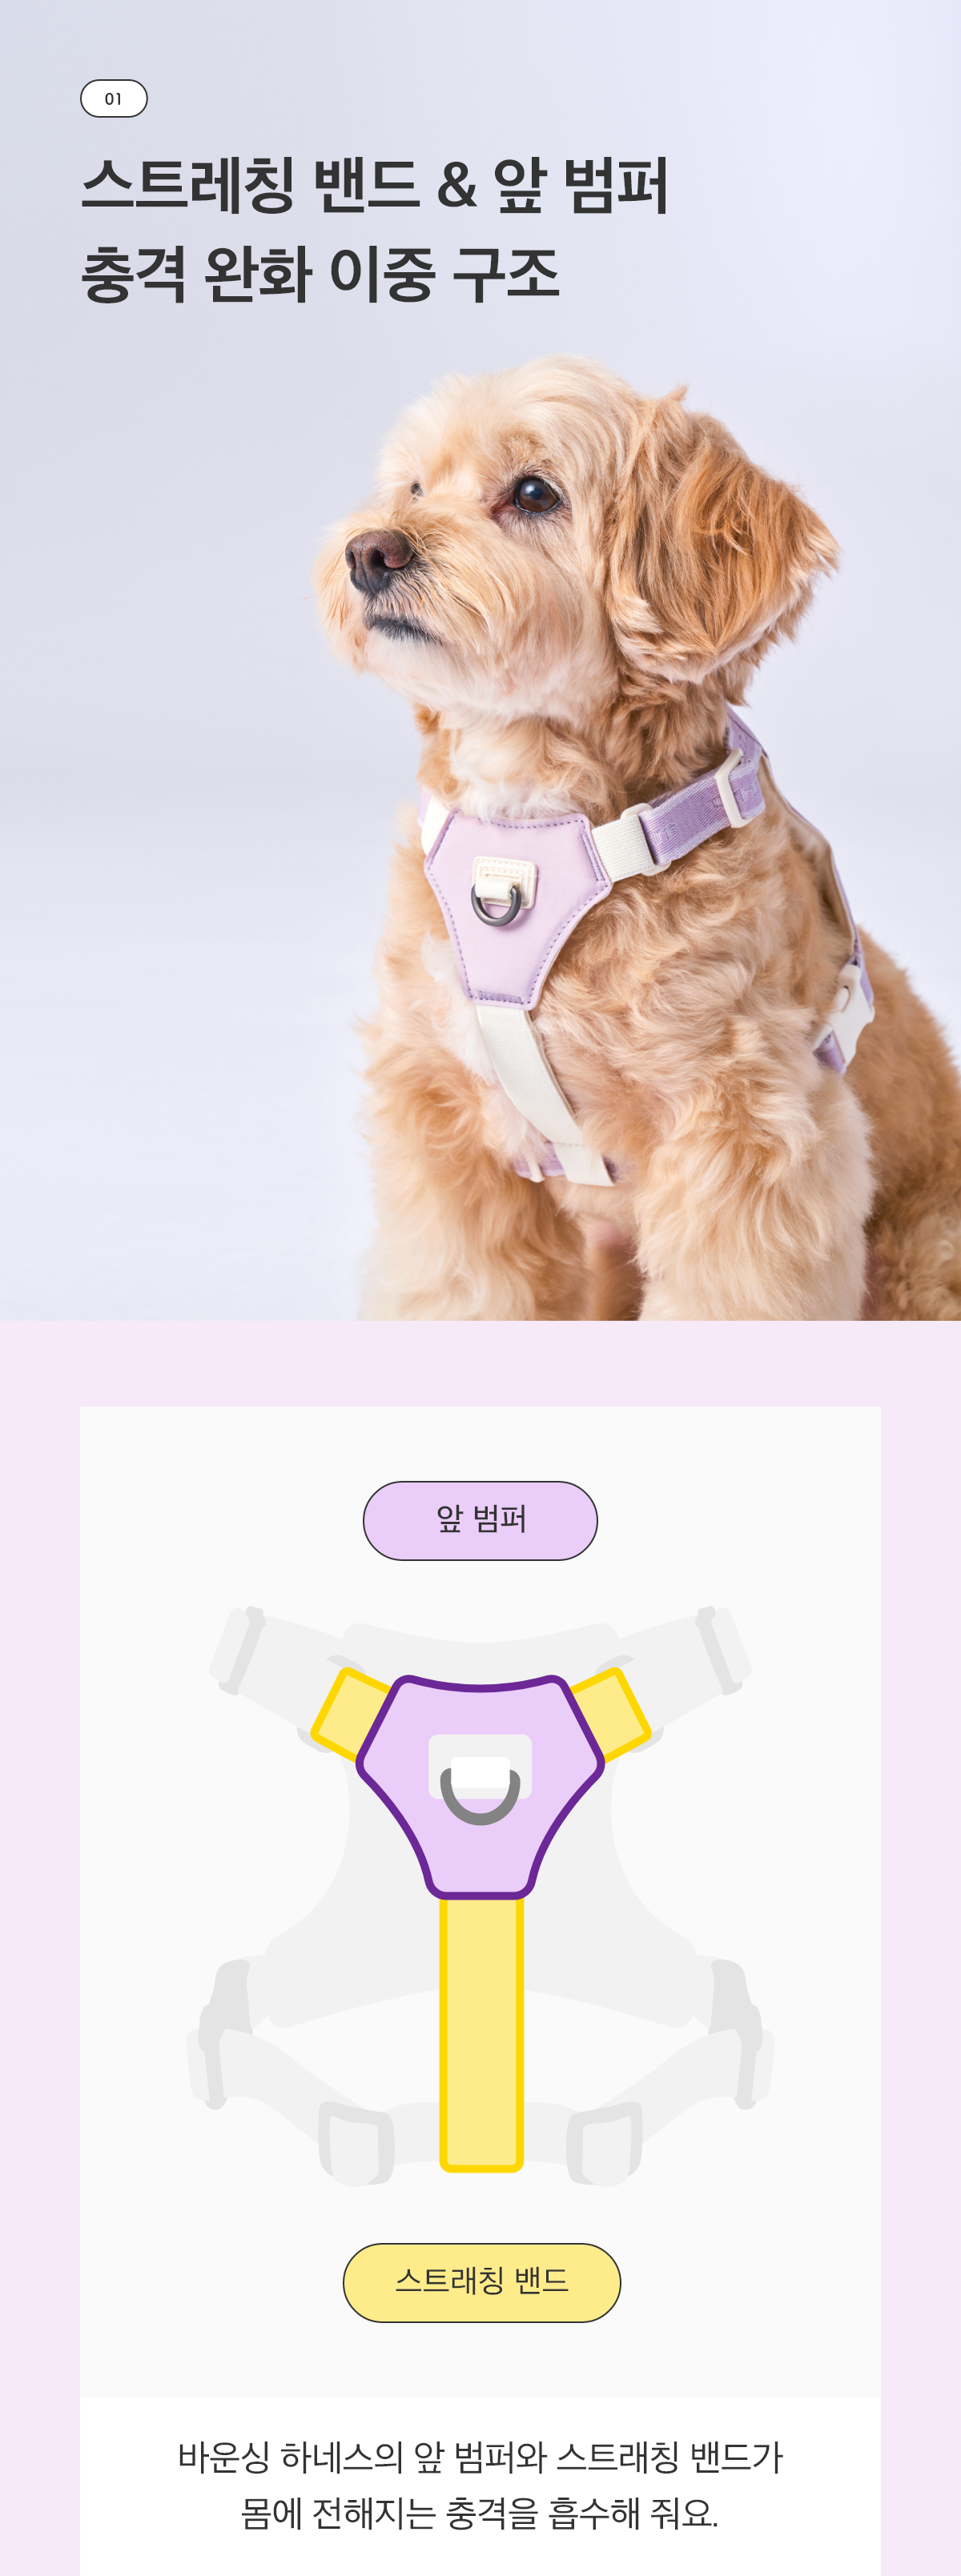 01
스트레칭 밴드 & 앞 범퍼
충격 완화 이중 구조
앞 범퍼
스트래칭 밴드
바운싱 하네스의 앞 범퍼와 스트래칭 밴드가
몸에 전해지는 충격을 흡수해 줘요.